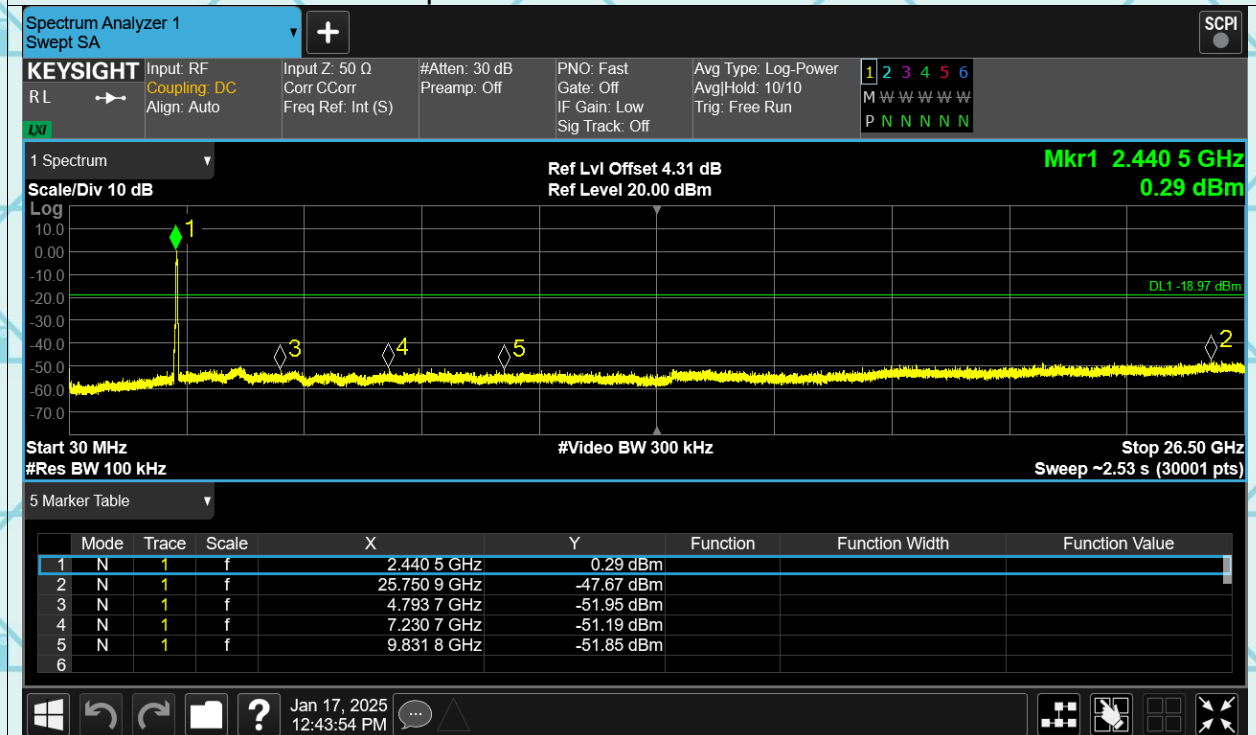 Spectrum Analyzer 1
Swept SA
+
SCPI
KEYSIGHT
R L
LXI
Input: RF
Coupling: DC
Align: Auto
Input Z: 50 Ω
Corr CCorr
Freq Ref: Int (S)
#Atten: 30 dB
Preamp: Off
PNO: Fast
Gate: Off
IF Gain: Low
Sig Track: Off
Avg Type: Log-Power
Avg|Hold: 10/10
Trig: Free Run
1 2 3 4 5 6
M W W W W W
P N N N N N
1 Spectrum
Scale/Div 10 dB
Ref Lvl Offset 4.31 dB
Ref Level 20.00 dBm
Mkr1 2.440 5 GHz
0.29 dBm
Log
10.0
0.00
-10.0
-20.0
-30.0
-40.0
-50.0
-60.0
-70.0
1
3
4
5
2
DL1 -18.97 dBm
Start 30 MHz
#Res BW 100 kHz
#Video BW 300 kHz
Stop 26.50 GHz
Sweep ~2.53 s (30001 pts)
5 Marker Table
Mode Trace Scale X Y Function Function Width Function Value
1 N 1 f 2.440 5 GHz 0.29 dBm
2 N 1 f 25.750 9 GHz -47.67 dBm
3 N 1 f 4.793 7 GHz -51.95 dBm
4 N 1 f 7.230 7 GHz -51.19 dBm
5 N 1 f 9.831 8 GHz -51.85 dBm
6
?
Jan 17, 2025
12:43:54 PM